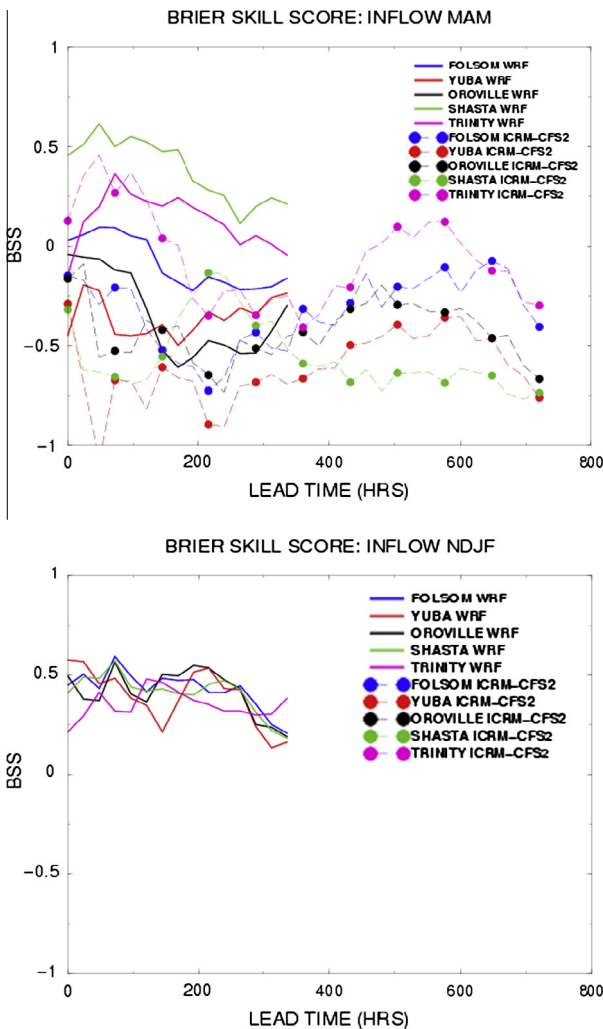 BRIER SKILL SCORE: INFLOW MAM
1
0.5
0
−0.5
−1
BSS
FOLSOM WRF
YUBA WRF
OROVILLE WRF
SHASTA WRF
TRINITY WRF
FOLSOM ICRM−CFS2
YUBA ICRM−CFS2
OROVILLE ICRM−CFS2
SHASTA ICRM−CFS2
TRINITY ICRM−CFS2
0 200 400 600 800
LEAD TIME (HRS)
BRIER SKILL SCORE: INFLOW NDJF
1
0.5
0
−0.5
−1
BSS
FOLSOM WRF
YUBA WRF
OROVILLE WRF
SHASTA WRF
TRINITY WRF
FOLSOM ICRM−CFS2
YUBA ICRM−CFS2
OROVILLE ICRM−CFS2
SHASTA ICRM−CFS2
TRINITY ICRM−CFS2
0 200 400 600 800
LEAD TIME (HRS)